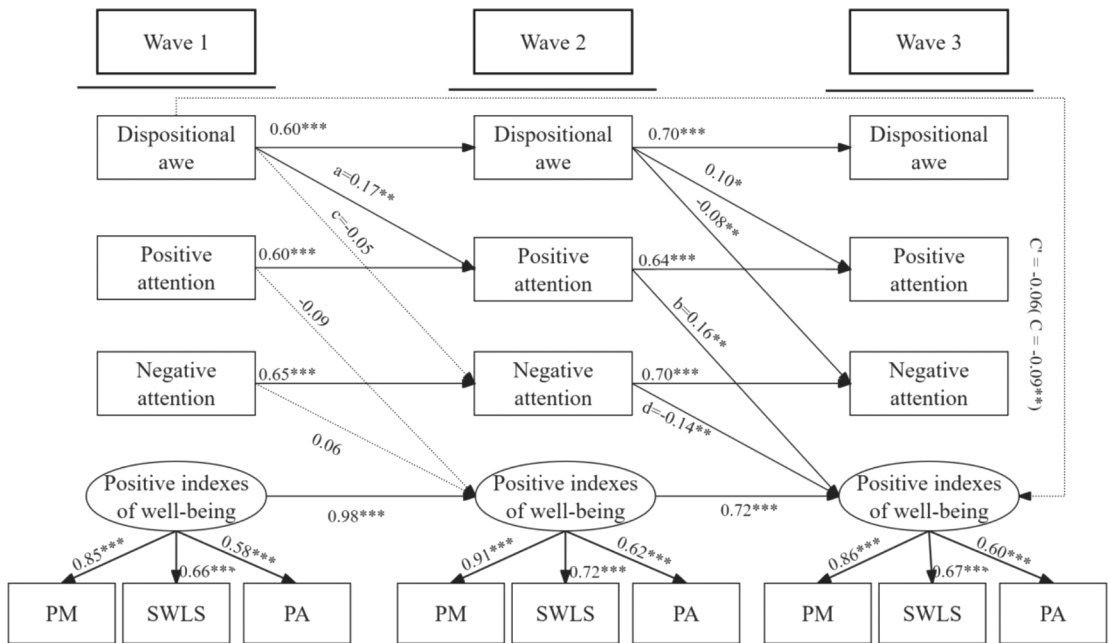 Wave 1
Wave 2
Wave 3
Dispositional
awe
0.60***
Dispositional
awe
0.70***
Dispositional
awe
a=0.17**
c=-0.05
0.10*
-0.08**
Positive
attention
0.60***
Positive
attention
0.64***
Positive
attention
-0.09
b=0.16**
C' = -0.06( C = -0.09**)
Negative
attention
0.65***
Negative
attention
0.70***
Negative
attention
0.06
d=-0.14**
Positive indexes
of well-being
0.98***
Positive indexes
of well-being
0.72***
Positive indexes
of well-being
0.85***
0.66***
0.58***
0.91***
0.72***
0.62***
0.86***
0.67***
0.60***
PM
SWLS
PA
PM
SWLS
PA
PM
SWLS
PA